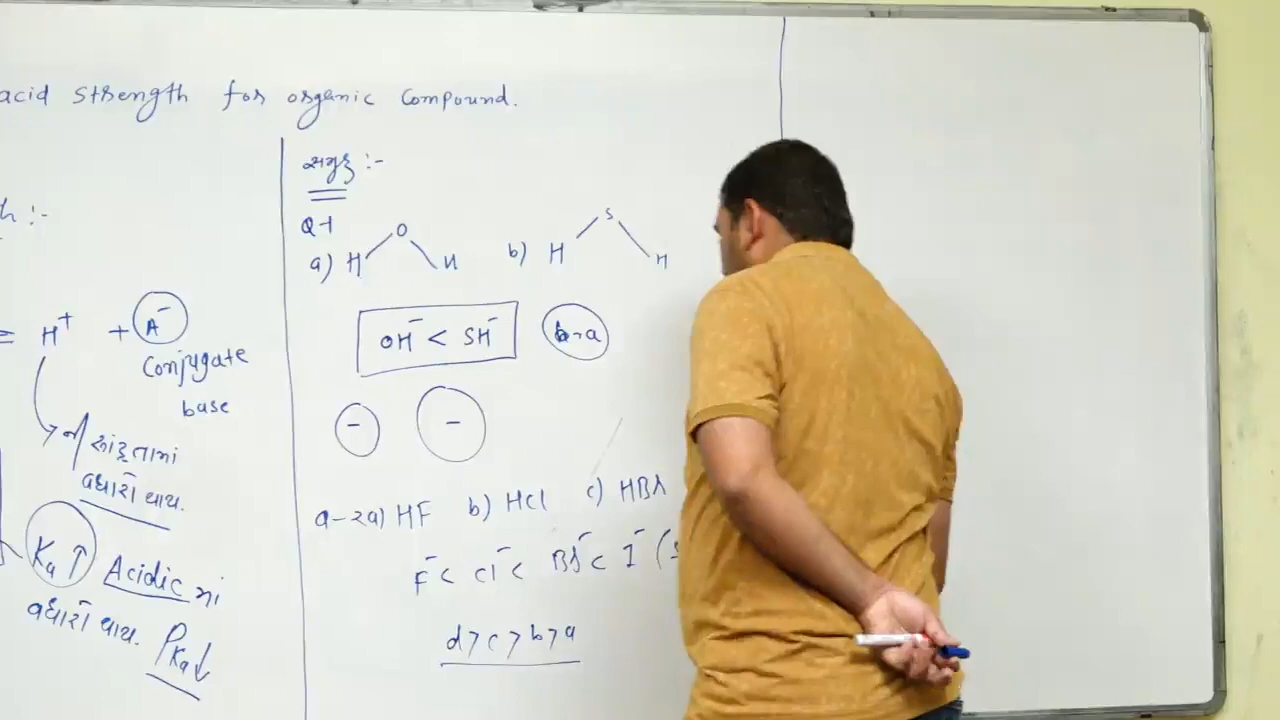 acid strength for organic compound.
H⁺ + A⁻
Conjugate
base
વધારો થાય.
Ka↑ Acidic માં
વધારો થાય. PKa↓
સમૂહ :-
Q-1
a) H O H b) H S H
OH⁻ < SH⁻ b>a
− −
Q-2 a) HF b) HCl c) HBr
F⁻ < Cl⁻ < Br⁻ < I⁻
d > c > b > a